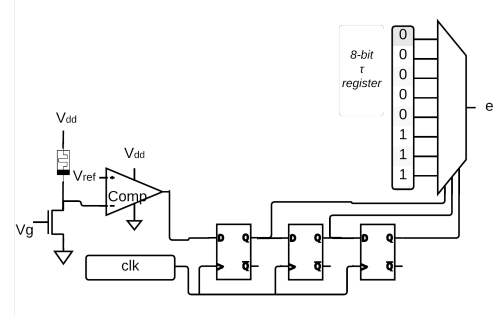 8-bit
τ
register
0
0
0
0
0
1
1
1
e
Vdd
Vdd
Vref
+
Comp
-
Vg
clk
D Q
Q
D Q
Q
D Q
Q